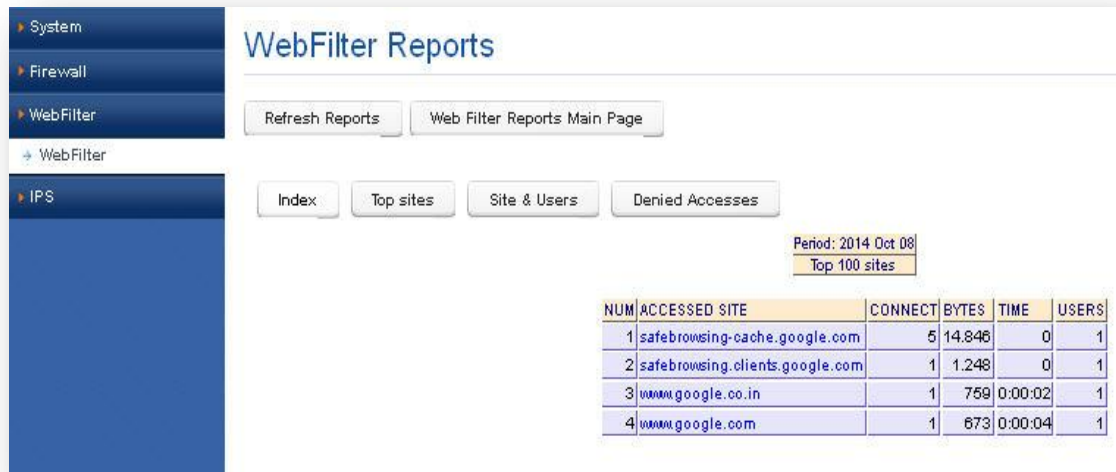 System
Firewall
WebFilter
WebFilter
IPS
WebFilter Reports
Refresh Reports Web Filter Reports Main Page
Index Top sites Site & Users Denied Accesses
Period: 2014 Oct 08
Top 100 sites
NUM ACCESSED SITE CONNECT BYTES TIME USERS
1 safebrowsing-cache.google.com 5 14.846 0 1
2 safebrowsing.clients.google.com 1 1.248 0 1
3 www.google.co.in 1 759 0:00:02 1
4 www.google.com 1 673 0:00:04 1